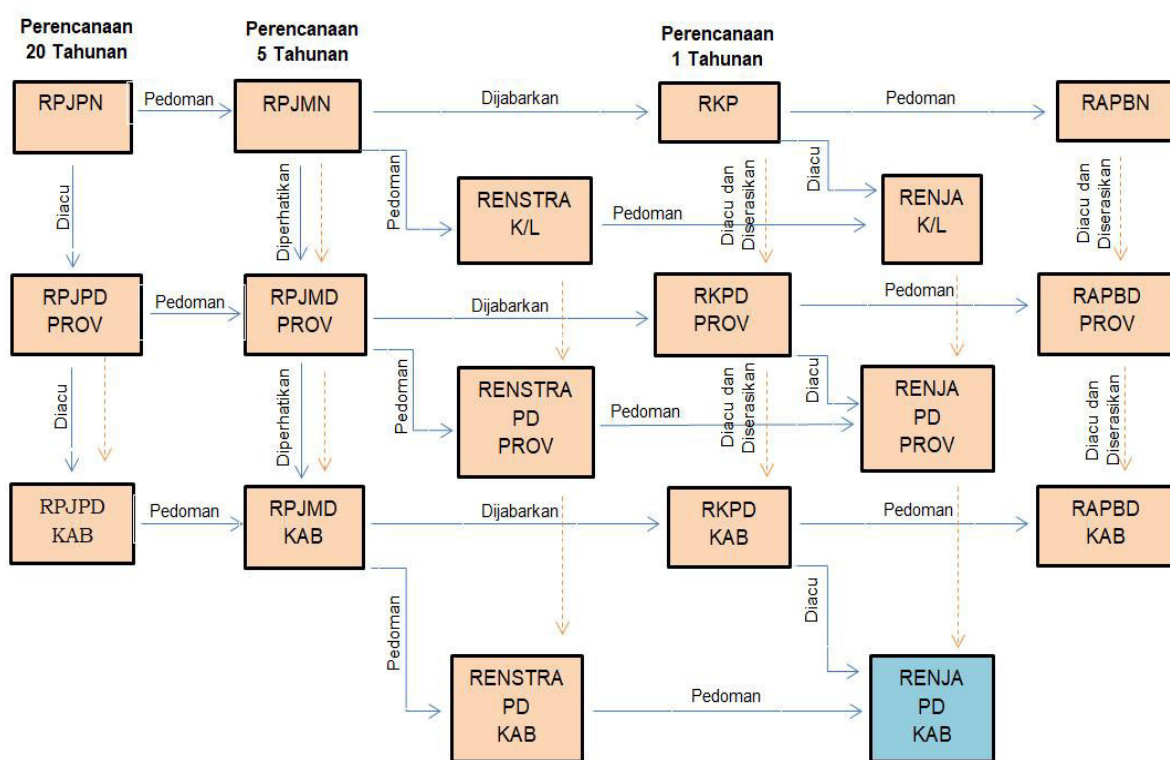 Perencanaan
20 Tahunan
Perencanaan
5 Tahunan
Perencanaan
1 Tahunan
RPJPN
Pedoman
RPJMN
Dijabarkan
RKP
Pedoman
RAPBN
Diacu
Diperhatikan
Pedoman
RENSTRA
K/L
Pedoman
Diacu dan
Diserasikan
Diacu
RENJA
K/L
Diacu dan
Diserasikan
RPJPD
PROV
Pedoman
RPJMD
PROV
Dijabarkan
RKPD
PROV
Pedoman
RAPBD
PROV
Diacu
Diperhatikan
Pedoman
RENSTRA
PD
PROV
Pedoman
Diacu dan
Diserasikan
Diacu
RENJA
PD
PROV
Diacu dan
Diserasikan
RPJPD
KAB
Pedoman
RPJMD
KAB
Dijabarkan
RKPD
KAB
Pedoman
RAPBD
KAB
Pedoman
RENSTRA
PD
KAB
Pedoman
Diacu
RENJA
PD
KAB